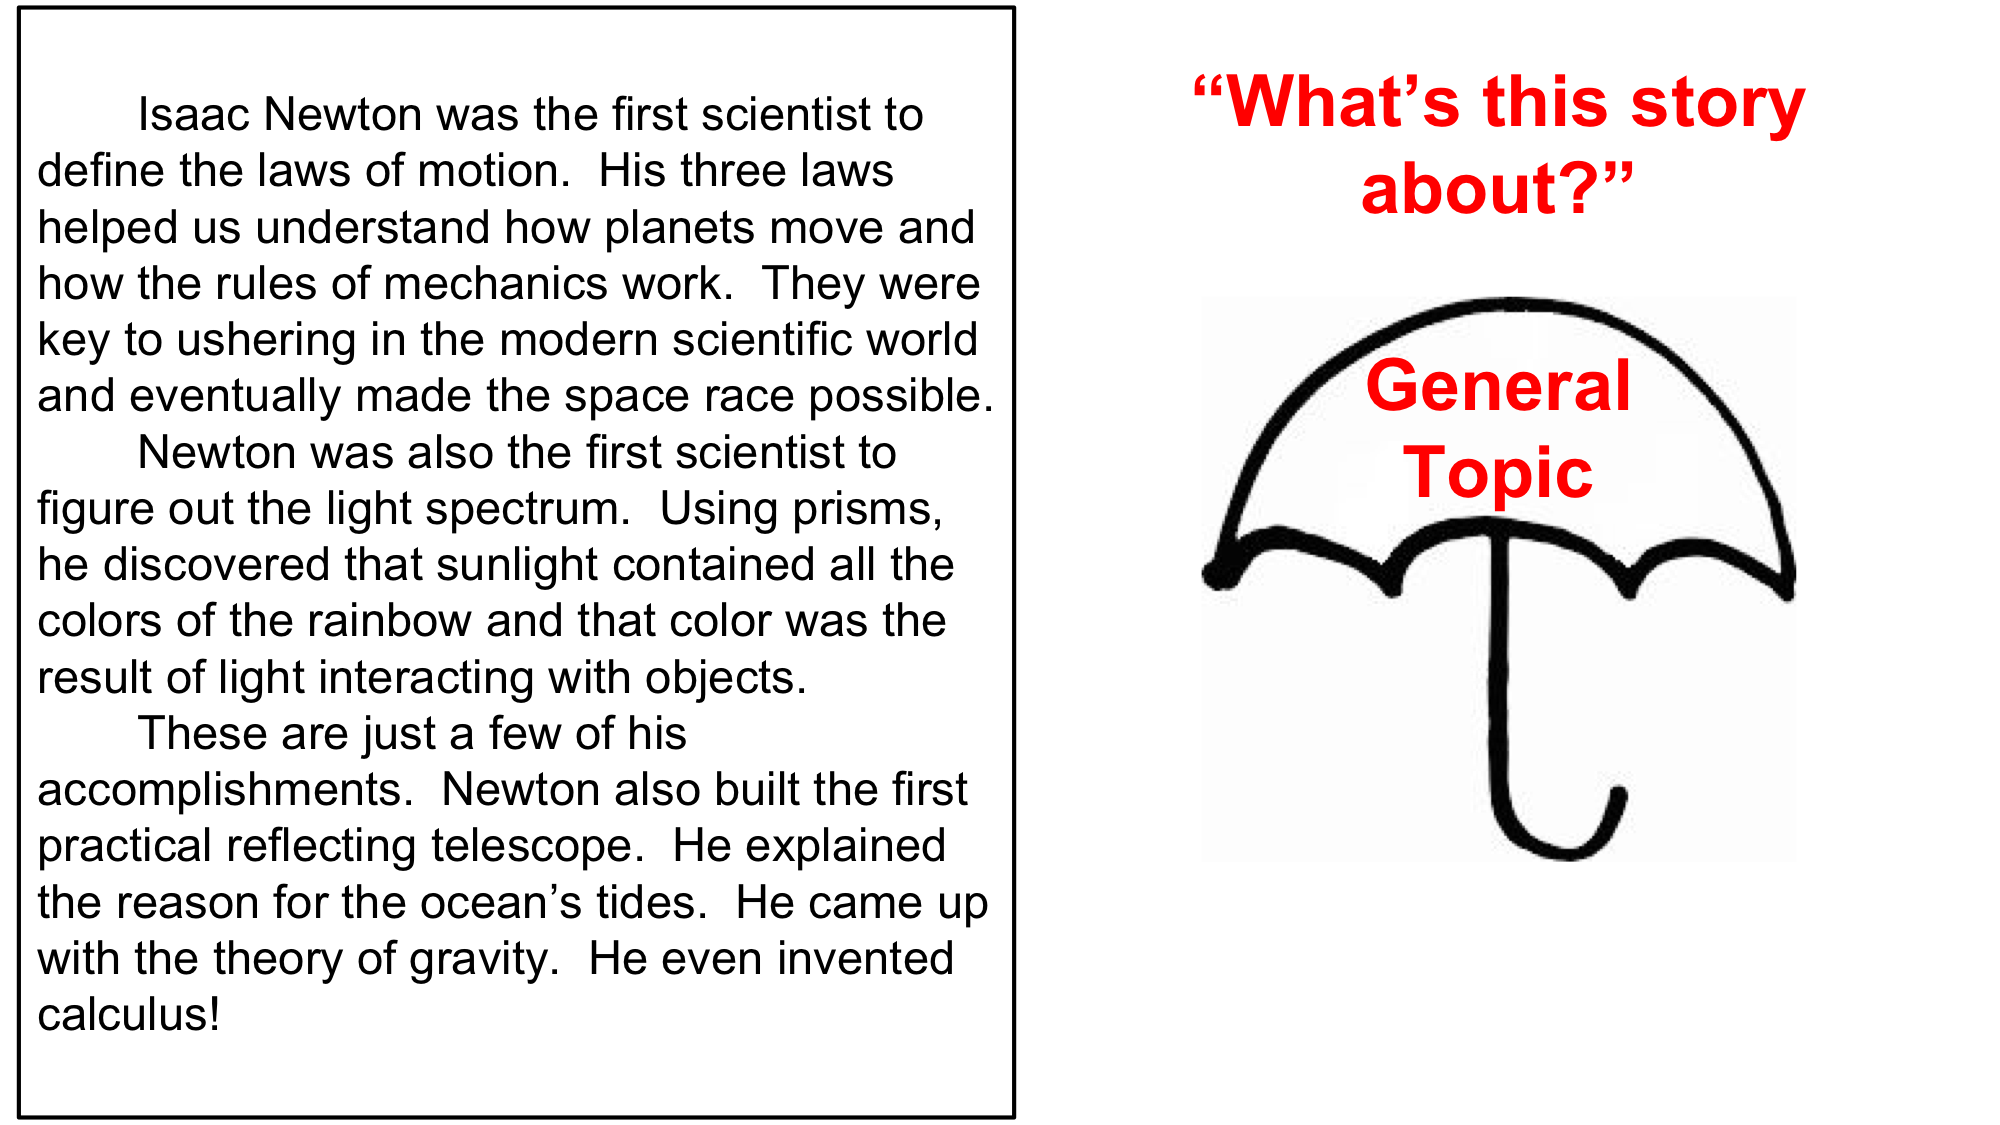 Isaac Newton was the first scientist to
define the laws of motion.  His three laws
helped us understand how planets move and
how the rules of mechanics work.  They were
key to ushering in the modern scientific world
and eventually made the space race possible.
Newton was also the first scientist to
figure out the light spectrum.  Using prisms,
he discovered that sunlight contained all the
colors of the rainbow and that color was the
result of light interacting with objects.
These are just a few of his
accomplishments.  Newton also built the first
practical reflecting telescope.  He explained
the reason for the ocean’s tides.  He came up
with the theory of gravity.  He even invented
calculus!
“What’s this story
about?”
General
Topic